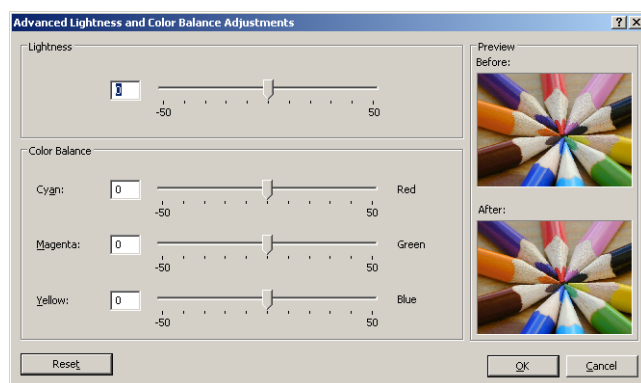 Advanced Lightness and Color Balance Adjustments
Lightness
0
-50 50
Color Balance
Cyan: 0 Red
-50 50
Magenta: 0 Green
-50 50
Yellow: 0 Blue
-50 50
Preview
Before:
After:
Reset
OK
Cancel